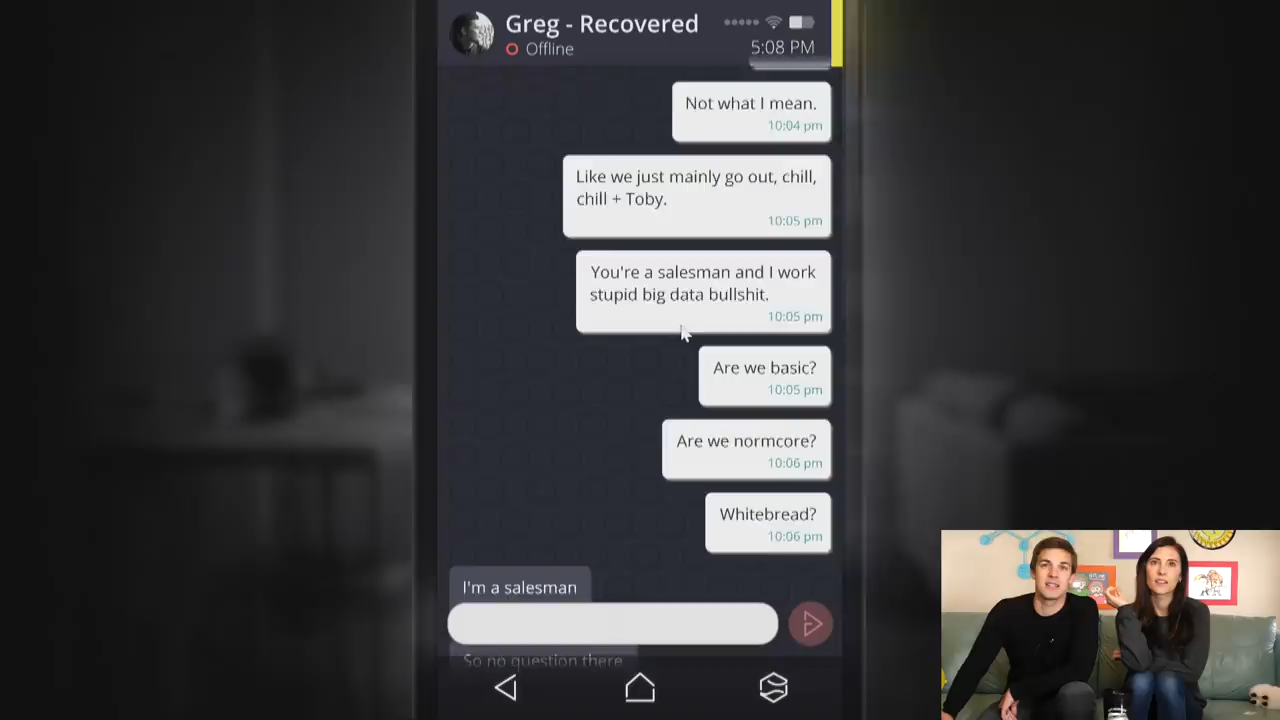 Greg - Recovered
Offline
5:08 PM
Not what I mean.
10:04 pm
Like we just mainly go out, chill,
chill + Toby.
10:05 pm
You're a salesman and I work
stupid big data bullshit.
10:05 pm
Are we basic?
10:05 pm
Are we normcore?
10:06 pm
Whitebread?
10:06 pm
I'm a salesman
So no question there